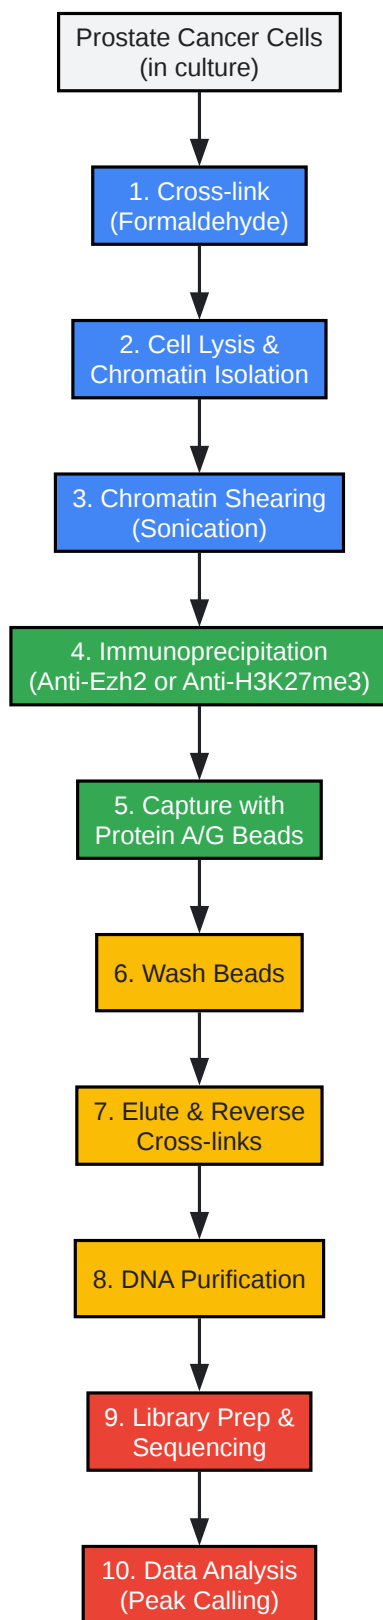 Prostate Cancer Cells
(in culture)
1. Cross-link
(Formaldehyde)
2. Cell Lysis &
Chromatin Isolation
3. Chromatin Shearing
(Sonication)
4. Immunoprecipitation
(Anti-Ezh2 or Anti-H3K27me3)
5. Capture with
Protein A/G Beads
6. Wash Beads
7. Elute & Reverse
Cross-links
8. DNA Purification
9. Library Prep &
Sequencing
10. Data Analysis
(Peak Calling)